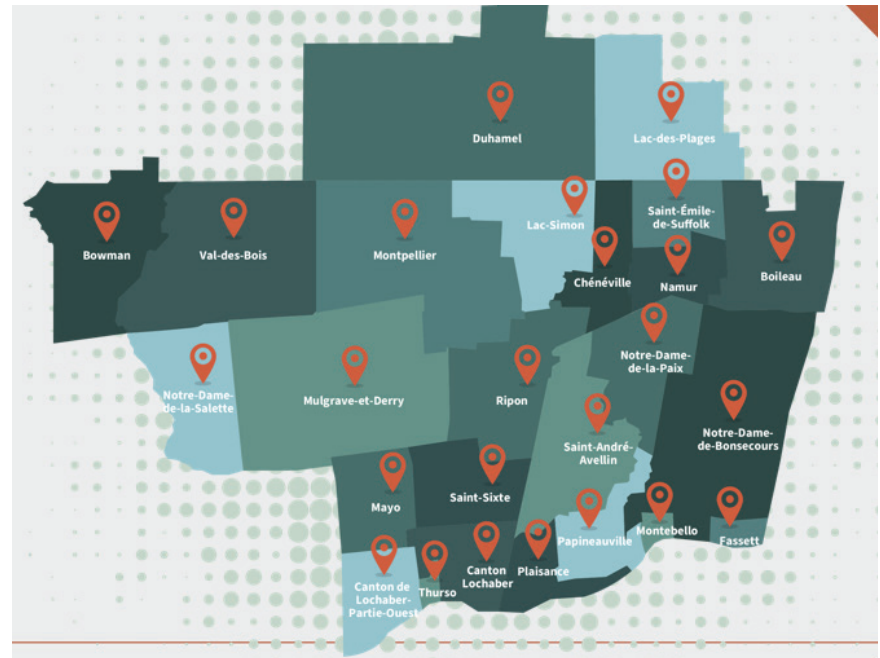 Duhamel
Lac-des-Plages
Bowman
Val-des-Bois
Montpellier
Lac-Simon
Saint-Émile-
de-Suffolk
Chénéville
Namur
Boileau
Notre-Dame-
de-la-Salette
Mulgrave-et-Derry
Ripon
Notre-Dame-
de-la-Paix
Saint-André-
Avellin
Notre-Dame-
de-Bonsecours
Mayo
Saint-Sixte
Papineauville
Montebello
Fassett
Canton de
Lochaber-
Partie-Ouest
Thurso
Canton
Lochaber
Plaisance